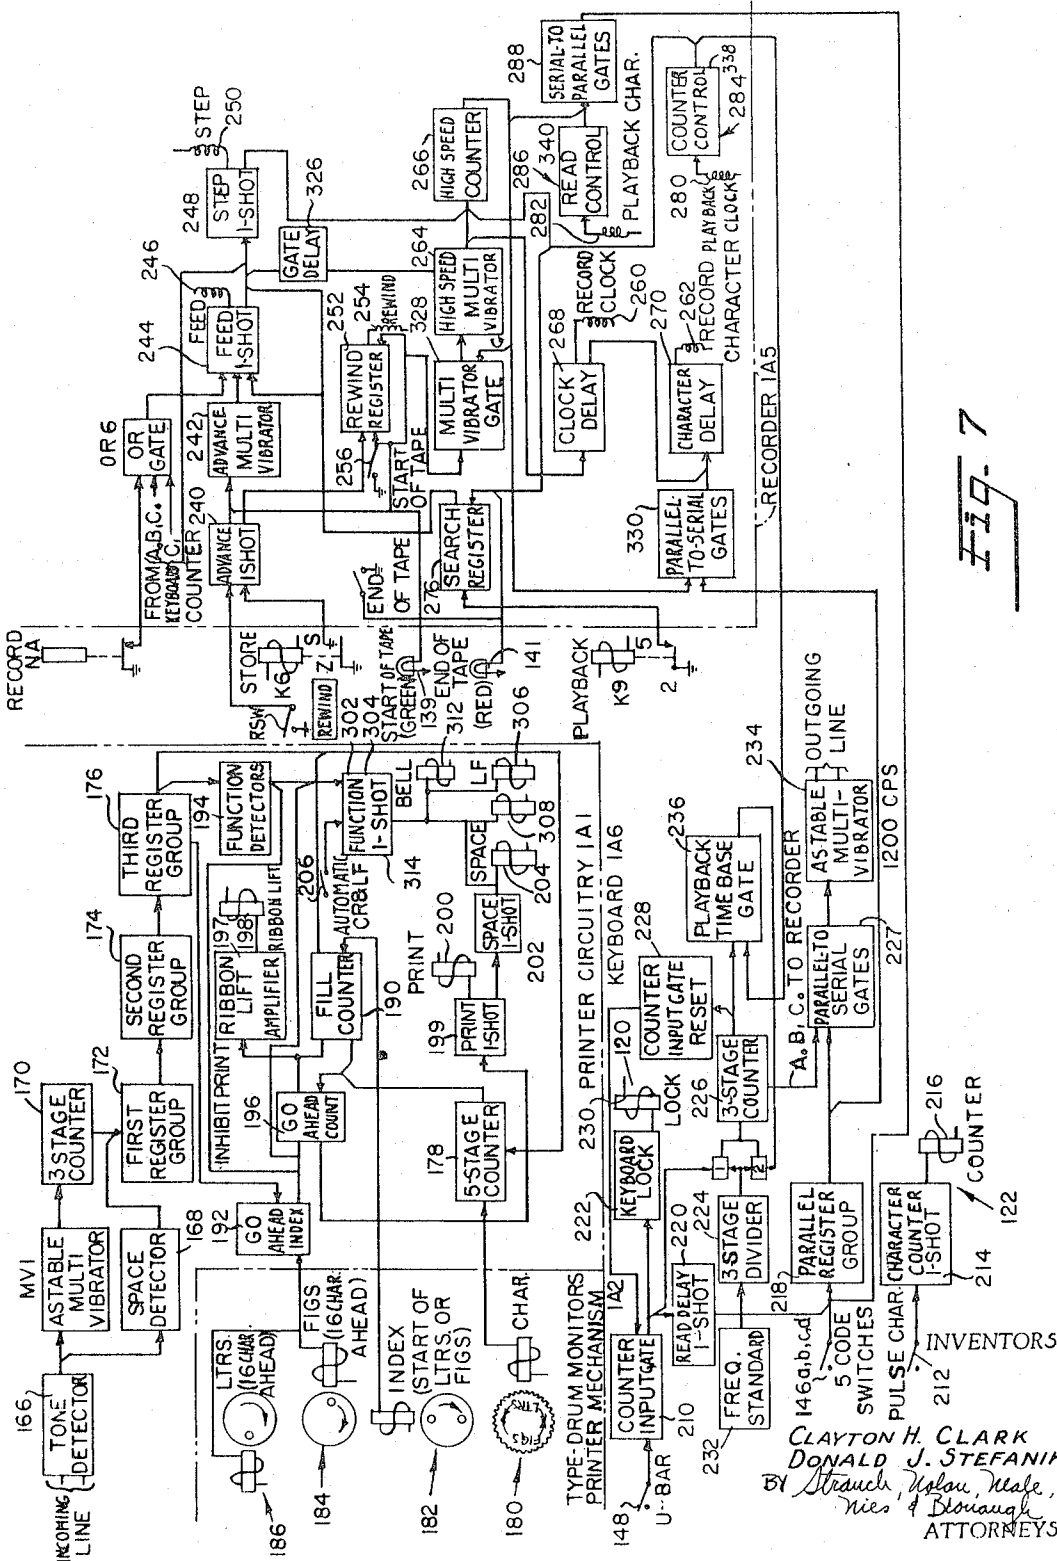 INCOMING
LINE
166
TONE
DETECTOR
MV1
ASTABLE
MULTI
VIBRATOR
SPACE
DETECTOR
168
170
3 STAGE
COUNTER
172
FIRST
REGISTER
GROUP
174
SECOND
REGISTER
GROUP
176
THIRD
REGISTER
GROUP
194
FUNCTION
DETECTORS
INHIBIT PRINT
192
GO
AHEAD
INDEX
196
GO
AHEAD
COUNT
RIBBON
LIFT
AMPLIFIER
197
198
RIBBON LIFT
FILL
COUNTER
190
206
AUTOMATIC
CR&LF
FUNCTION
1-SHOT
302
304
314
BELL
312
LF
306
SPACE
308
204
PRINT
200
199
PRINT
1SHOT
SPACE
1-SHOT
202
178
5-STAGE
COUNTER
LTRS.
(16 CHAR.
AHEAD)
186
FIGS
(16 CHAR.
AHEAD)
184
INDEX
(START OF
LTRS. OR
FIGS)
182
CHAR.
FIGS
LTRS
180
TYPE-DRUM MONITORS
PRINTER MECHANISM
1A2
PRINTER CIRCUITRY 1A1
KEYBOARD 1A6
148
U-BAR
COUNTER
INPUT GATE
210
222
KEYBOARD
LOCK
230
120
LOCK
COUNTER
INPUT GATE
RESET
228
READ DELAY
1-SHOT
220
232
FREQ.
STANDARD
3-STAGE
DIVIDER
224
1
2
226
3-STAGE
COUNTER
PLAYBACK
TIME BASE
GATE
236
A.B.C. TO RECORDER
146a,b,c,d
5 CODE
SWITCHES
218
PARALLEL
REGISTER
GROUP
PARALLEL-TO
SERIAL
GATES
227
ASTABLE
MULTI-
VIBRATOR
234
OUTGOING
LINE
1200 CPS
PULSE CHAR.
212
CHARACTER
COUNTER
1-SHOT
214
216
COUNTER
122
RECORD
NA
FROM A.B.C.
KEYBOARD C.
COUNTER
OR6
OR
GATE
RSW
REWIND
STORE
K6
Z
S
240
ADVANCE
1SHOT
242
ADVANCE
MULTI
VIBRATOR
244
FEED
1-SHOT
FEED
246
248
STEP
1-SHOT
STEP
250
GATE
DELAY
326
START OF TAPE
(GREEN)
139
END OF
TAPE
(RED)
141
END
OF TAPE
276
SEARCH
REGISTER
256
START
OF TAPE
REWIND
REGISTER
252
254
REWIND
328
MULTI
VIBRATOR
GATE
HIGH SPEED
MULTI
VIBRATOR
264
266
HIGH SPEED
COUNTER
PLAYBACK
K9
5
2
330
PARALLEL
TO-SERIAL
GATES
CLOCK
DELAY
268
RECORD
CLOCK
260
CHARACTER
DELAY
270
262
RECORD
CHARACTER
PLAYBACK
CLOCK
280
282
286
READ
CONTROL
340
PLAYBACK CHAR.
288
SERIAL-TO
PARALLEL
GATES
COUNTER
CONTROL
338
284
RECORDER 1A5
Fig. 7
INVENTORS
CLAYTON H. CLARK
DONALD J. STEFANIK
BY Strauch, Nolan, Neale,
Nies &
ATTORNEYS